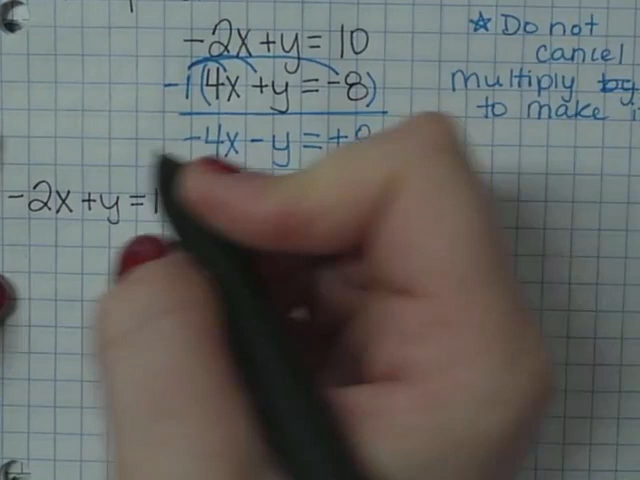 -2x+y=10
-1(4x+y=-8)
-4x-y=+8
-2x+y=1
☆Do not
cancel
multiply by
to make